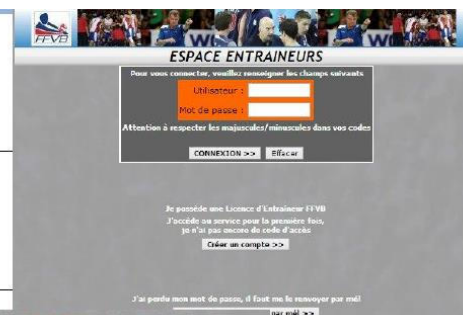 FFVB
ESPACE ENTRAINEURS
Pour vous connecter, veuillez renseigner les champs suivants
Utilisateur :
Mot de passe :
Attention à respecter les majuscules/minuscules dans vos codes
CONNEXION >> Effacer
Je possède une Licence d'Entraineur FFVB
J'accède au service pour la première fois,
je n'ai pas encore de code d'accès
Créer un compte >>
J'ai perdu mon mot de passe, il faut me le renvoyer par mél
par mél >>